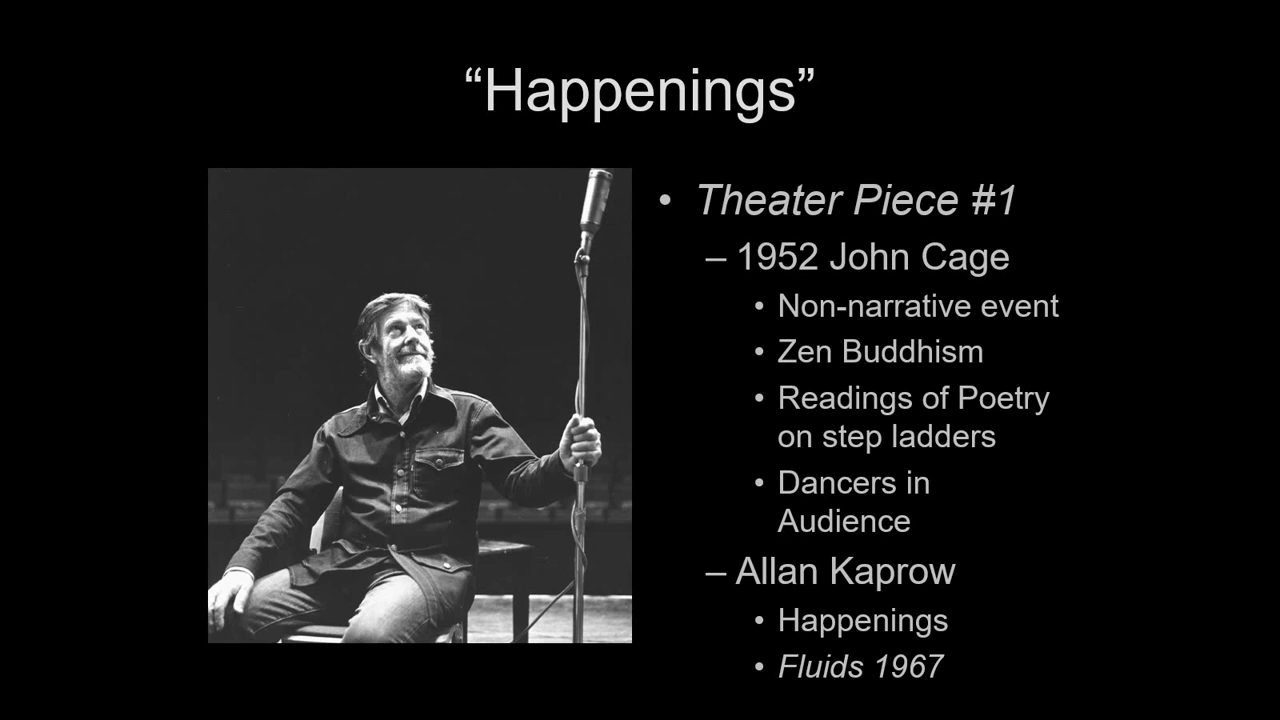 “Happenings”
• Theater Piece #1
– 1952 John Cage
• Non-narrative event
• Zen Buddhism
• Readings of Poetry
on step ladders
• Dancers in
Audience
– Allan Kaprow
• Happenings
• Fluids 1967